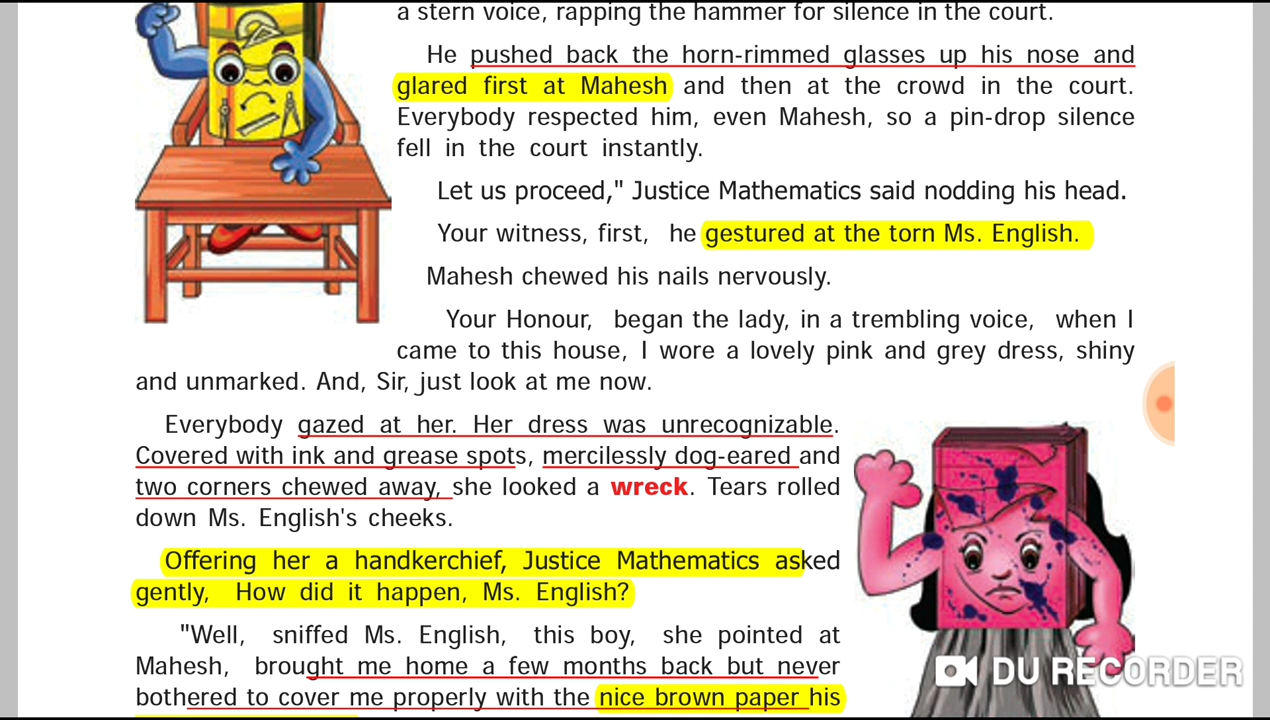 a stern voice, rapping the hammer for silence in the court.
He pushed back the horn-rimmed glasses up his nose and
glared first at Mahesh and then at the crowd in the court.
Everybody respected him, even Mahesh, so a pin-drop silence
fell in the court instantly.
Let us proceed," Justice Mathematics said nodding his head.
Your witness, first, he gestured at the torn Ms. English.
Mahesh chewed his nails nervously.
Your Honour, began the lady, in a trembling voice, when I
came to this house, I wore a lovely pink and grey dress, shiny
and unmarked. And, Sir, just look at me now.
Everybody gazed at her. Her dress was unrecognizable.
Covered with ink and grease spots, mercilessly dog-eared and
two corners chewed away, she looked a wreck. Tears rolled
down Ms. English's cheeks.
Offering her a handkerchief, Justice Mathematics asked
gently, How did it happen, Ms. English?
"Well, sniffed Ms. English, this boy, she pointed at
Mahesh, brought me home a few months back but never
bothered to cover me properly with the nice brown paper his
DU RECORDER